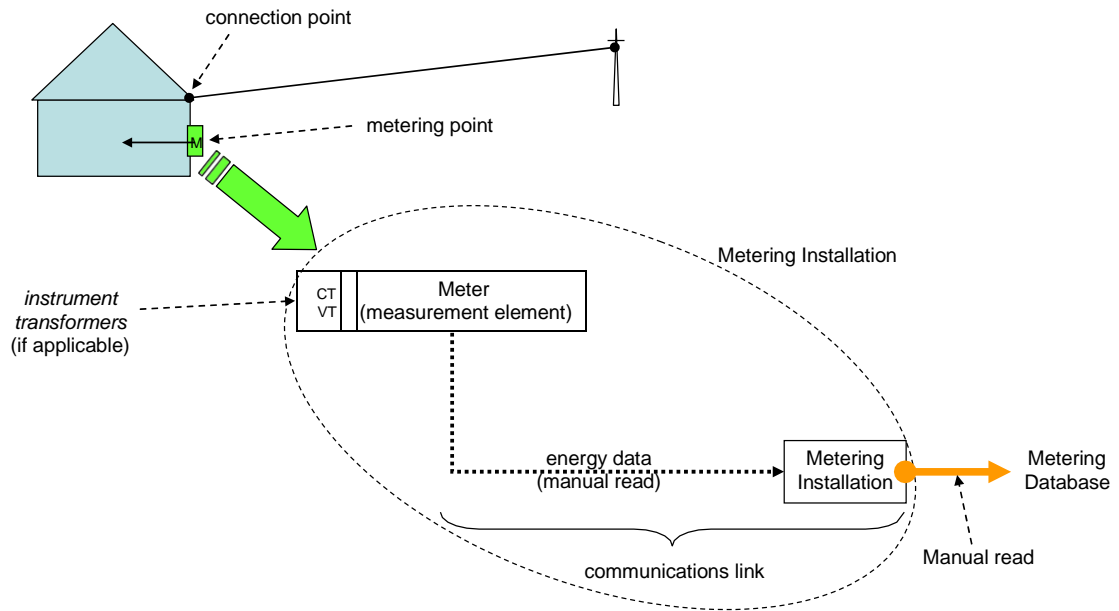 connection point
metering point
M
Metering Installation
instrument
transformers
(if applicable)
CT
VT
Meter
(measurement element)
energy data
(manual read)
Metering
Installation
Metering
Database
Manual read
communications link